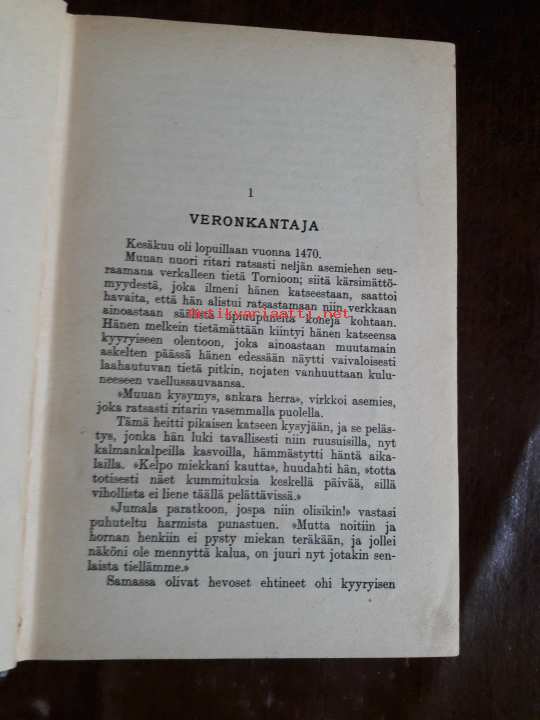 1
VERONKANTAJA
Kesäkuu oli lopuillaan vuonna 1470.
Muuan nuori ritari ratsasti neljän asemiehen seu-
raamana verkalleen tietä Tornioon; siitä kärsimättö-
myydestä, joka ilmeni hänen katseestaan, saattoi
havaita, että hän alistui ratsastamaan niin verkkaan
ainoastaan säälistä uupuneita kohtaan.
antikvariaatti.net
Hänen melkein tietämättään kiintyi hänen katseensa
kyyryiseen olentoon, joka ainoastaan muutamain
askelten päässä hänen edessään näytti vaivaloisesti
laahautuvan tietä pitkin, nojaten vanhuuttaan kulu-
neeseen vaellussauvaansa.
»Muuan kysymys, ankara herra», virkkoi asemies,
joka ratsasti ritarin vasemmalla puolella.
Tämä heitti pikaisen katseen kysyjään, ja se peläs-
tys, jonka hän luki tavallisesti niin ruusuisilla, nyt
kalmankalpeilla kasvoilla, hämmästytti häntä aika-
lailla. »Kelpo miekkani kautta», huudahti hän, »totta
totisesti näet kummituksia keskellä päivää, sillä
vihollista ei liene täällä pelättävissä.»
»Jumala paratkoon, jospa niin olisikin!» vastasi
puhuteltu harmista punastuen. »Mutta noitiin ja
hornan henkiin ei pysty miekan teräkään, ja jollei
näköni ole mennyttä kalua, on juuri nyt jotakin sen-
laista tiellämme.»
Samassa olivat hevoset ehtineet ohi kyyryisen